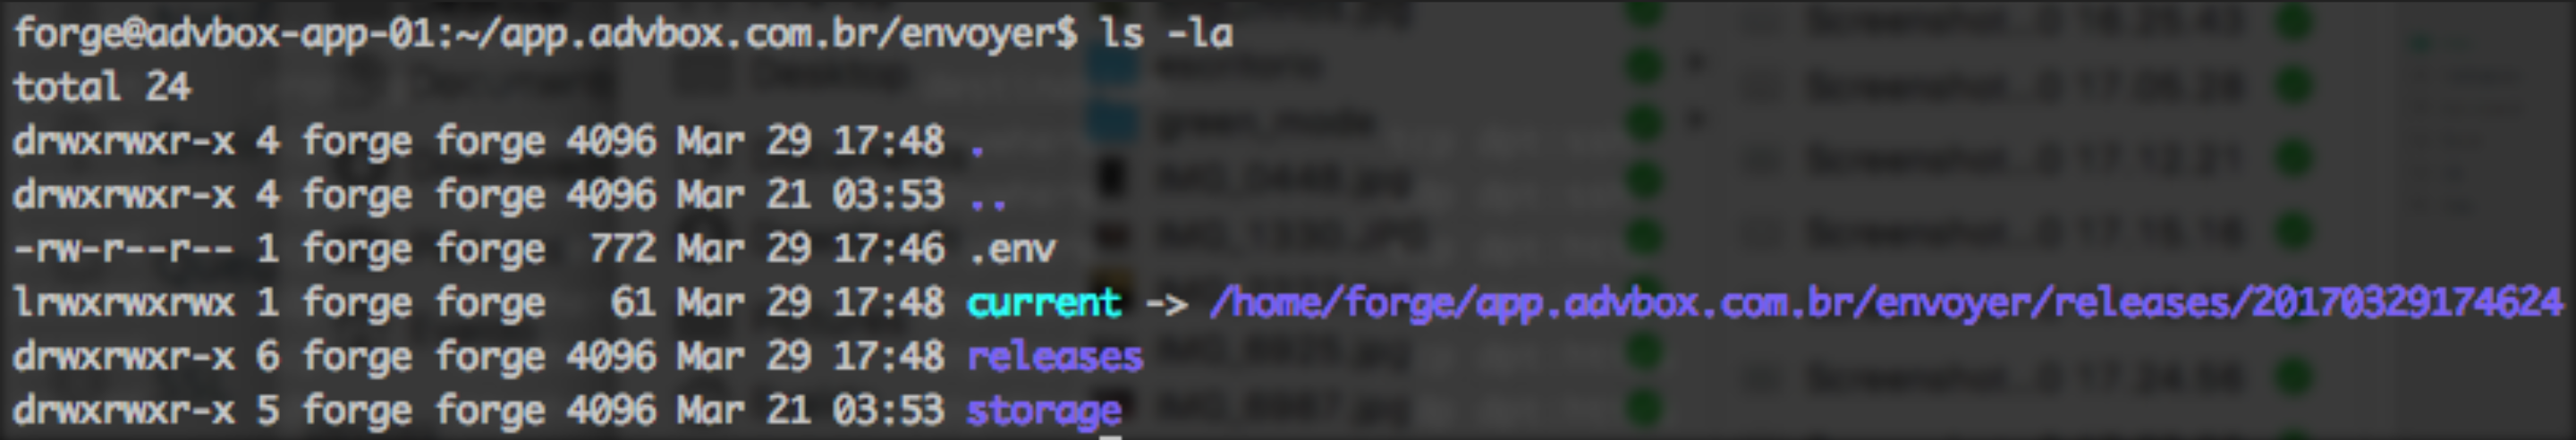 forge@advbox-app-01:~/app.advbox.com.br/envoyer$ ls -la
total 24
drwxrwxr-x 4 forge forge 4096 Mar 29 17:48 .
drwxrwxr-x 4 forge forge 4096 Mar 21 03:53 ..
-rw-r--r-- 1 forge forge  772 Mar 29 17:46 .env
lrwxrwxrwx 1 forge forge   61 Mar 29 17:48 current -> /home/forge/app.advbox.com.br/envoyer/releases/20170329174624
drwxrwxr-x 6 forge forge 4096 Mar 29 17:48 releases
drwxrwxr-x 5 forge forge 4096 Mar 21 03:53 storage